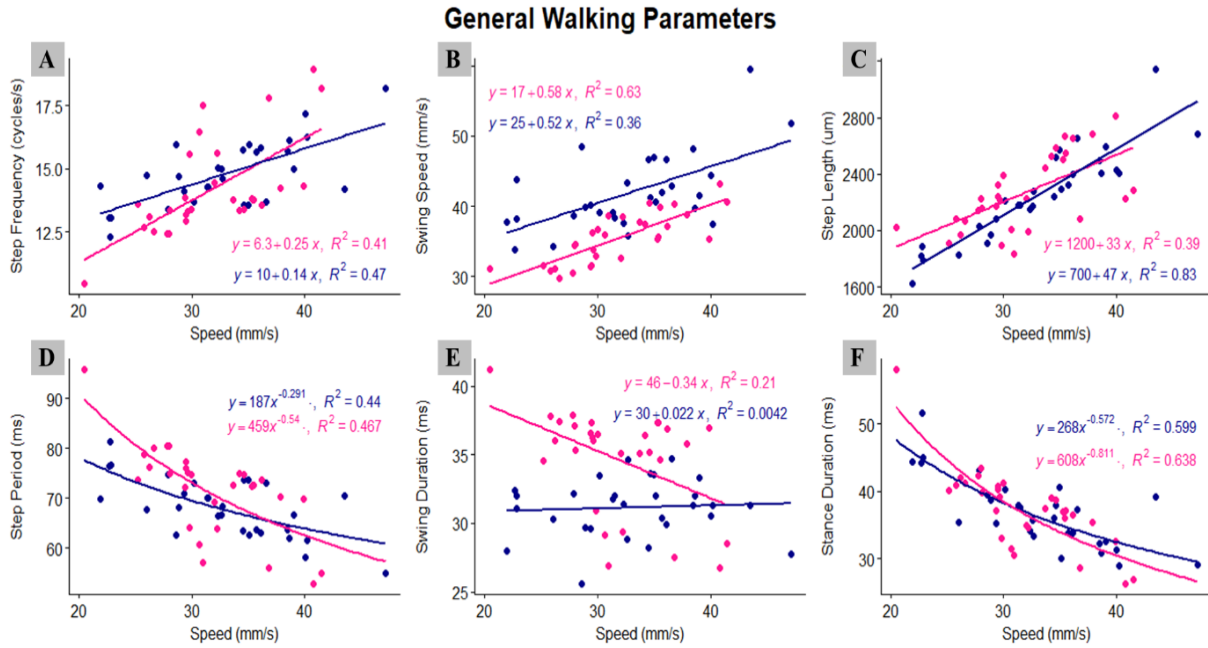 General Walking Parameters
A
Step Frequency (cycles/s)
17.5
15.0
12.5
y = 6.3 + 0.25 x, R² = 0.41
y = 10 + 0.14 x, R² = 0.47
20 30 40
Speed (mm/s)
B
Swing Speed (mm/s)
y = 17 + 0.58 x, R² = 0.63
y = 25 + 0.52 x, R² = 0.36
50
40
30
20 30 40
Speed (mm/s)
C
Step Length (um)
2800
2400
2000
1600
y = 1200 + 33 x, R² = 0.39
y = 700 + 47 x, R² = 0.83
20 30 40
Speed (mm/s)
D
Step Period (ms)
90
80
70
60
y = 187x^-0.291 ·, R² = 0.44
y = 459x^-0.54 ·, R² = 0.467
20 30 40
Speed (mm/s)
E
Swing Duration (ms)
40
35
30
25
y = 46 − 0.34 x, R² = 0.21
y = 30 + 0.022 x, R² = 0.0042
20 30 40
Speed (mm/s)
F
Stance Duration (ms)
50
40
30
y = 268x^-0.572 ·, R² = 0.599
y = 608x^-0.811 ·, R² = 0.638
20 30 40
Speed (mm/s)